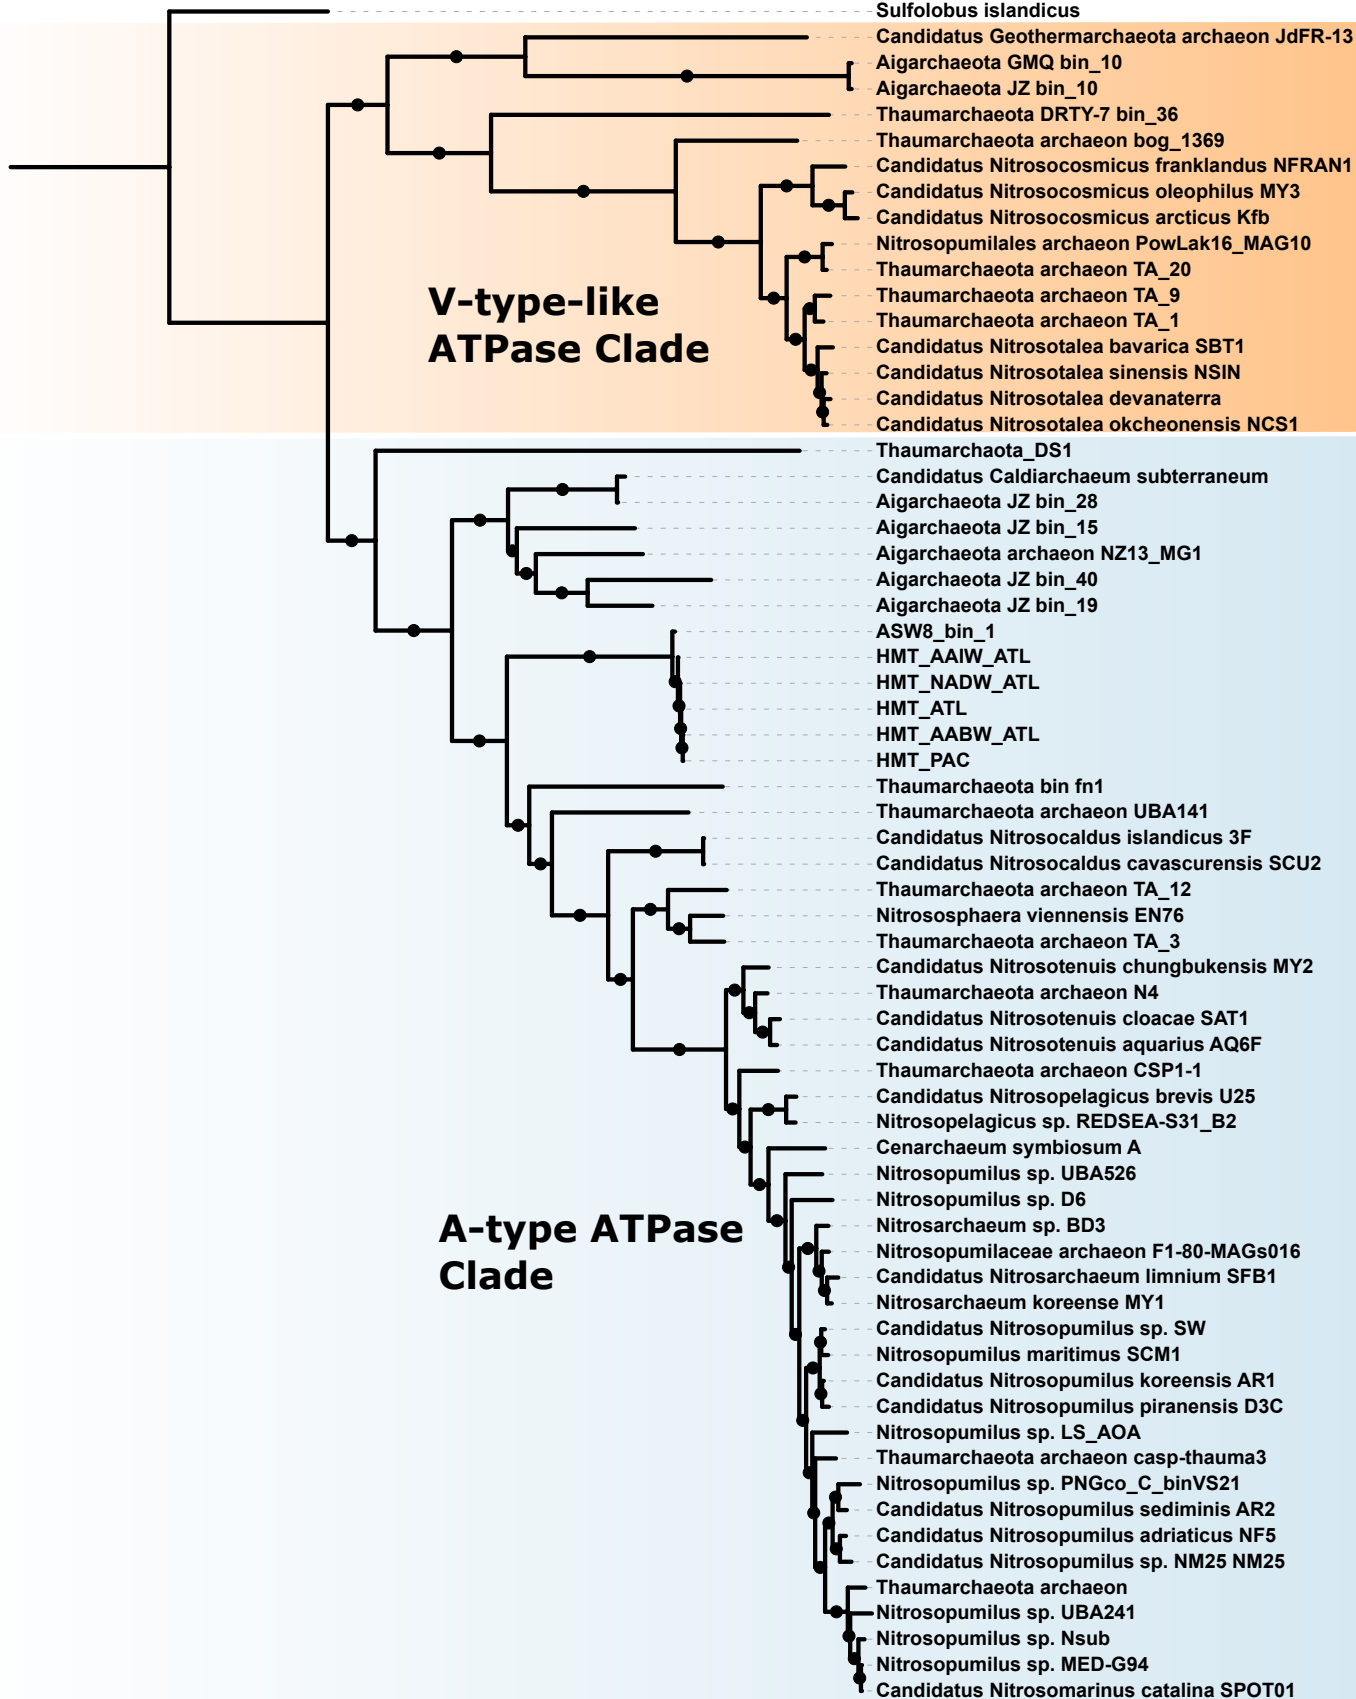 Sulfolobus islandicus
Candidatus Geothermarchaeota archaeon JdFR-13
Aigarchaeota GMQ bin_10
Aigarchaeota JZ bin_10
Thaumarchaeota DRTY-7 bin_36
Thaumarchaeota archaeon bog_1369
Candidatus Nitrosocosmicus franklandus NFRAN1
Candidatus Nitrosocosmicus oleophilus MY3
Candidatus Nitrosocosmicus arcticus Kfb
Nitrosopumilales archaeon PowLak16_MAG10
Thaumarchaeota archaeon TA_20
Thaumarchaeota archaeon TA_9
Thaumarchaeota archaeon TA_1
Candidatus Nitrosotalea bavarica SBT1
Candidatus Nitrosotalea sinensis NSIN
Candidatus Nitrosotalea devanaterra
Candidatus Nitrosotalea okcheonensis NCS1
V-type-like
ATPase Clade
Thaumarchaota_DS1
Candidatus Caldiarchaeum subterraneum
Aigarchaeota JZ bin_28
Aigarchaeota JZ bin_15
Aigarchaeota archaeon NZ13_MG1
Aigarchaeota JZ bin_40
Aigarchaeota JZ bin_19
ASW8_bin_1
HMT_AAIW_ATL
HMT_NADW_ATL
HMT_ATL
HMT_AABW_ATL
HMT_PAC
Thaumarchaeota bin fn1
Thaumarchaeota archaeon UBA141
Candidatus Nitrosocaldus islandicus 3F
Candidatus Nitrosocaldus cavascurensis SCU2
Thaumarchaeota archaeon TA_12
Nitrososphaera viennensis EN76
Thaumarchaeota archaeon TA_3
Candidatus Nitrosotenuis chungbukensis MY2
Thaumarchaeota archaeon N4
Candidatus Nitrosotenuis cloacae SAT1
Candidatus Nitrosotenuis aquarius AQ6F
Thaumarchaeota archaeon CSP1-1
Candidatus Nitrosopelagicus brevis U25
Nitrosopelagicus sp. REDSEA-S31_B2
Cenarchaeum symbiosum A
Nitrosopumilus sp. UBA526
Nitrosopumilus sp. D6
Nitrosarchaeum sp. BD3
Nitrosopumilaceae archaeon F1-80-MAGs016
Candidatus Nitrosarchaeum limnium SFB1
Nitrosarchaeum koreense MY1
Candidatus Nitrosopumilus sp. SW
Nitrosopumilus maritimus SCM1
Candidatus Nitrosopumilus koreensis AR1
Candidatus Nitrosopumilus piranensis D3C
Nitrosopumilus sp. LS_AOA
Thaumarchaeota archaeon casp-thauma3
Nitrosopumilus sp. PNGco_C_binVS21
Candidatus Nitrosopumilus sediminis AR2
Candidatus Nitrosopumilus adriaticus NF5
Candidatus Nitrosopumilus sp. NM25 NM25
Thaumarchaeota archaeon
Nitrosopumilus sp. UBA241
Nitrosopumilus sp. Nsub
Nitrosopumilus sp. MED-G94
Candidatus Nitrosomarinus catalina SPOT01
A-type ATPase
Clade